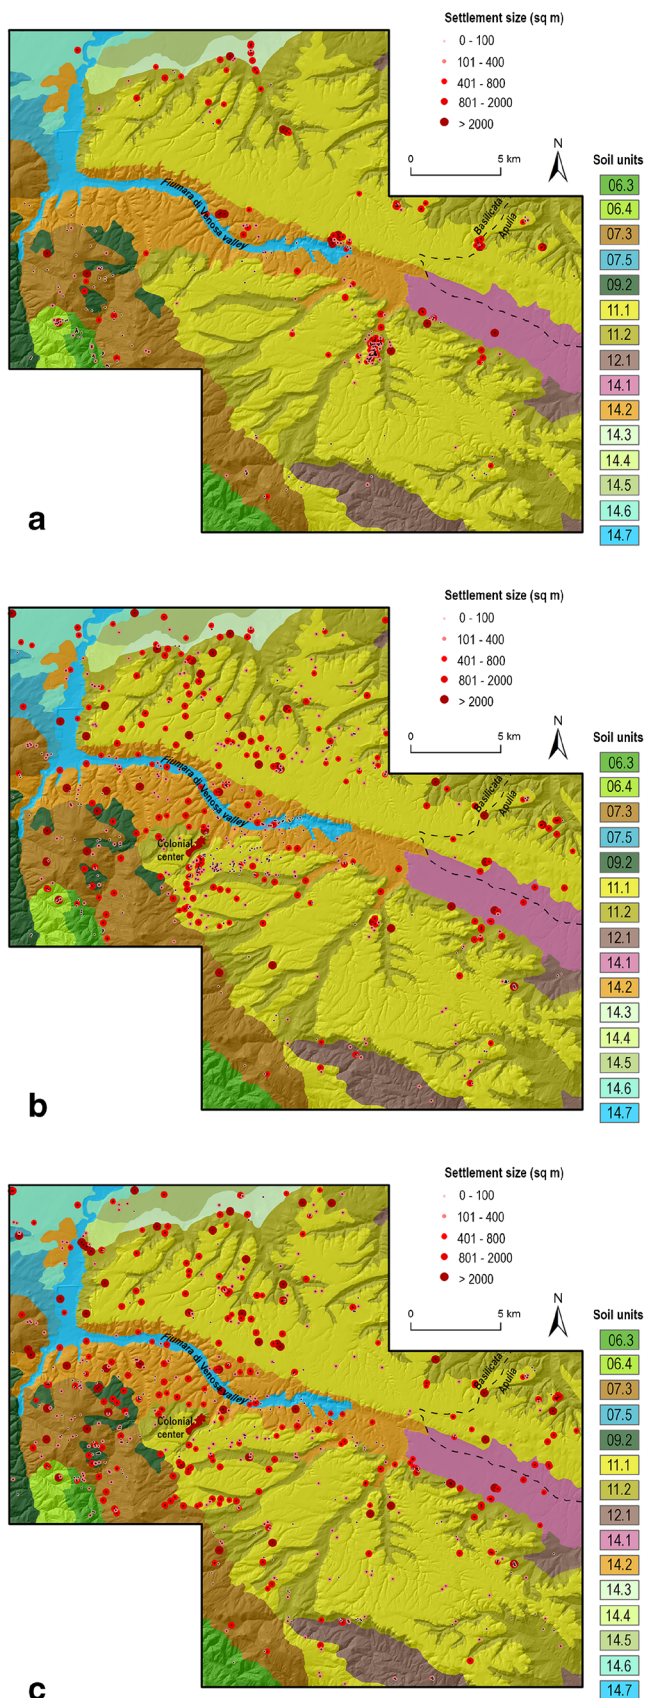 Settlement size (sq m)
0 - 100
101 - 400
401 - 800
801 - 2000
> 2000
0
5 km
N
Soil units
06.3
06.4
07.3
07.5
09.2
11.1
11.2
12.1
14.1
14.2
14.3
14.4
14.5
14.6
14.7
Fiumara di Venosa valley
Basilicata
Apulia
a
Settlement size (sq m)
0 - 100
101 - 400
401 - 800
801 - 2000
> 2000
0
5 km
N
Soil units
06.3
06.4
07.3
07.5
09.2
11.1
11.2
12.1
14.1
14.2
14.3
14.4
14.5
14.6
14.7
Fiumara di Venosa valley
Basilicata
Apulia
Colonial
center
b
Settlement size (sq m)
0 - 100
101 - 400
401 - 800
801 - 2000
> 2000
0
5 km
N
Soil units
06.3
06.4
07.3
07.5
09.2
11.1
11.2
12.1
14.1
14.2
14.3
14.4
14.5
14.6
14.7
Fiumara di Venosa valley
Basilicata
Apulia
Colonial
center
c